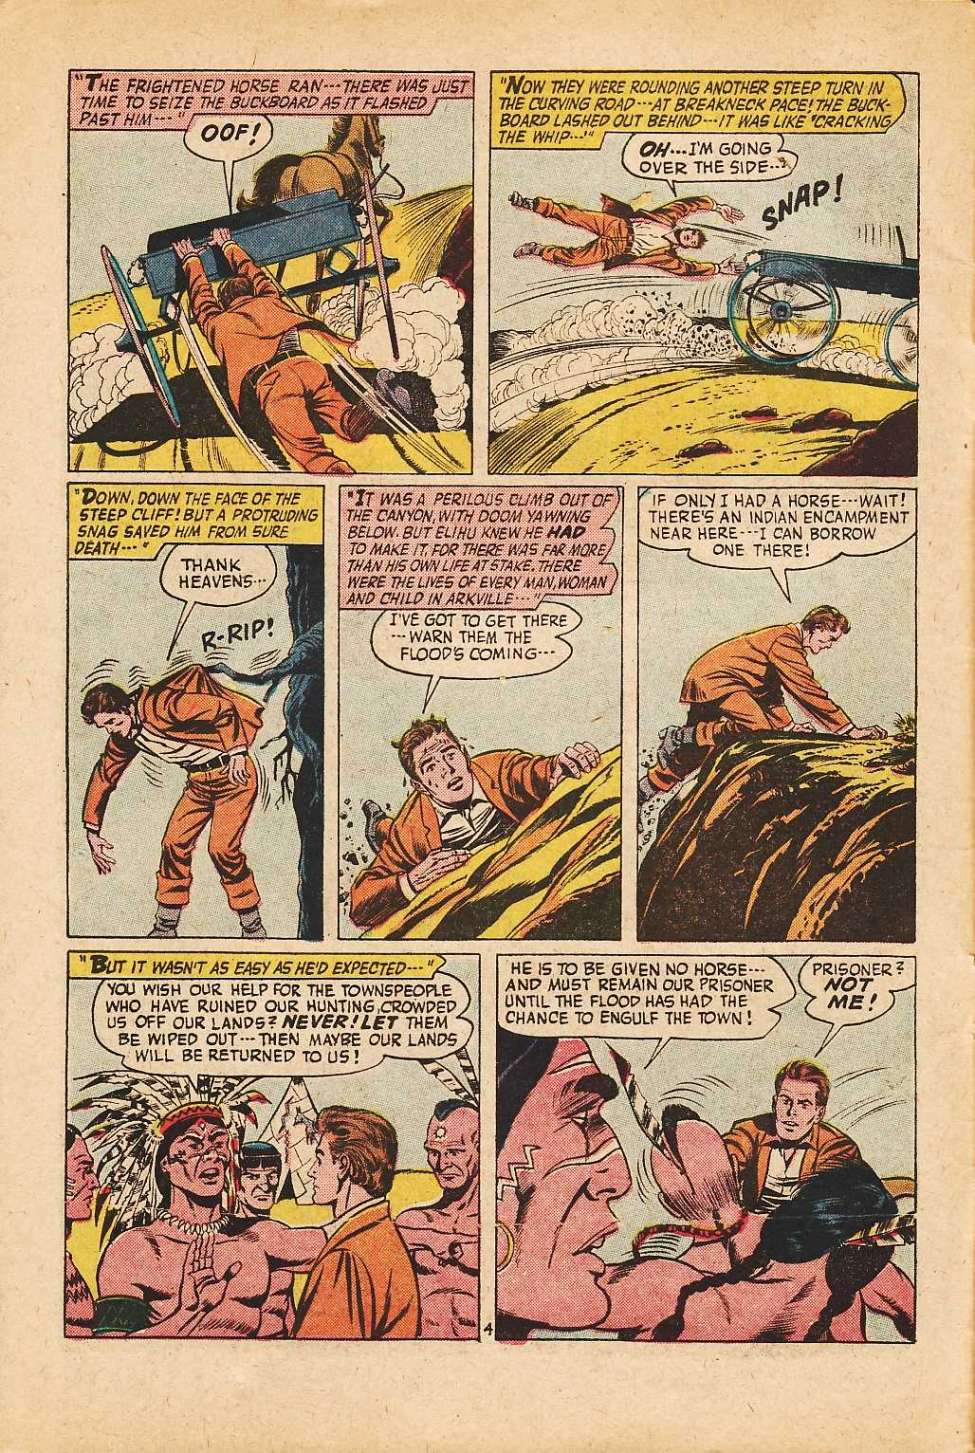 "THE FRIGHTENED HORSE RAN---THERE WAS JUST
TIME TO SEIZE THE BUCKBOARD AS IT FLASHED
PAST HIM---"
OOF!
"NOW THEY WERE ROUNDING ANOTHER STEEP TURN IN
THE CURVING ROAD---AT BREAKNECK PACE! THE BUCK-
BOARD LASHED OUT BEHIND---IT WAS LIKE 'CRACKING
THE WHIP---'"
OH---I'M GOING
OVER THE SIDE---
SNAP!
"DOWN, DOWN THE FACE OF THE
STEEP CLIFF! BUT A PROTRUDING
SNAG SAVED HIM FROM SURE
DEATH---"
THANK
HEAVENS---
R-RIP!
"IT WAS A PERILOUS CLIMB OUT OF
THE CANYON, WITH DOOM YAWNING
BELOW. BUT ELIHU KNEW HE HAD
TO MAKE IT, FOR THERE WAS FAR MORE
THAN HIS OWN LIFE AT STAKE. THERE
WERE THE LIVES OF EVERY MAN, WOMAN
AND CHILD IN ARKVILLE---"
I'VE GOT TO GET THERE
---WARN THEM THE
FLOOD'S COMING---
IF ONLY I HAD A HORSE---WAIT!
THERE'S AN INDIAN ENCAMPMENT
NEAR HERE---I CAN BORROW
ONE THERE!
"BUT IT WASN'T AS EASY AS HE'D EXPECTED---"
YOU WISH OUR HELP FOR THE TOWNSPEOPLE
WHO HAVE RUINED OUR HUNTING, CROWDED
US OFF OUR LANDS? NEVER! LET THEM
BE WIPED OUT---THEN MAYBE OUR LANDS
WILL BE RETURNED TO US!
HE IS TO BE GIVEN NO HORSE---
AND MUST REMAIN OUR PRISONER
UNTIL THE FLOOD HAS HAD THE
CHANCE TO ENGULF THE TOWN!
PRISONER?
NOT
ME!
4